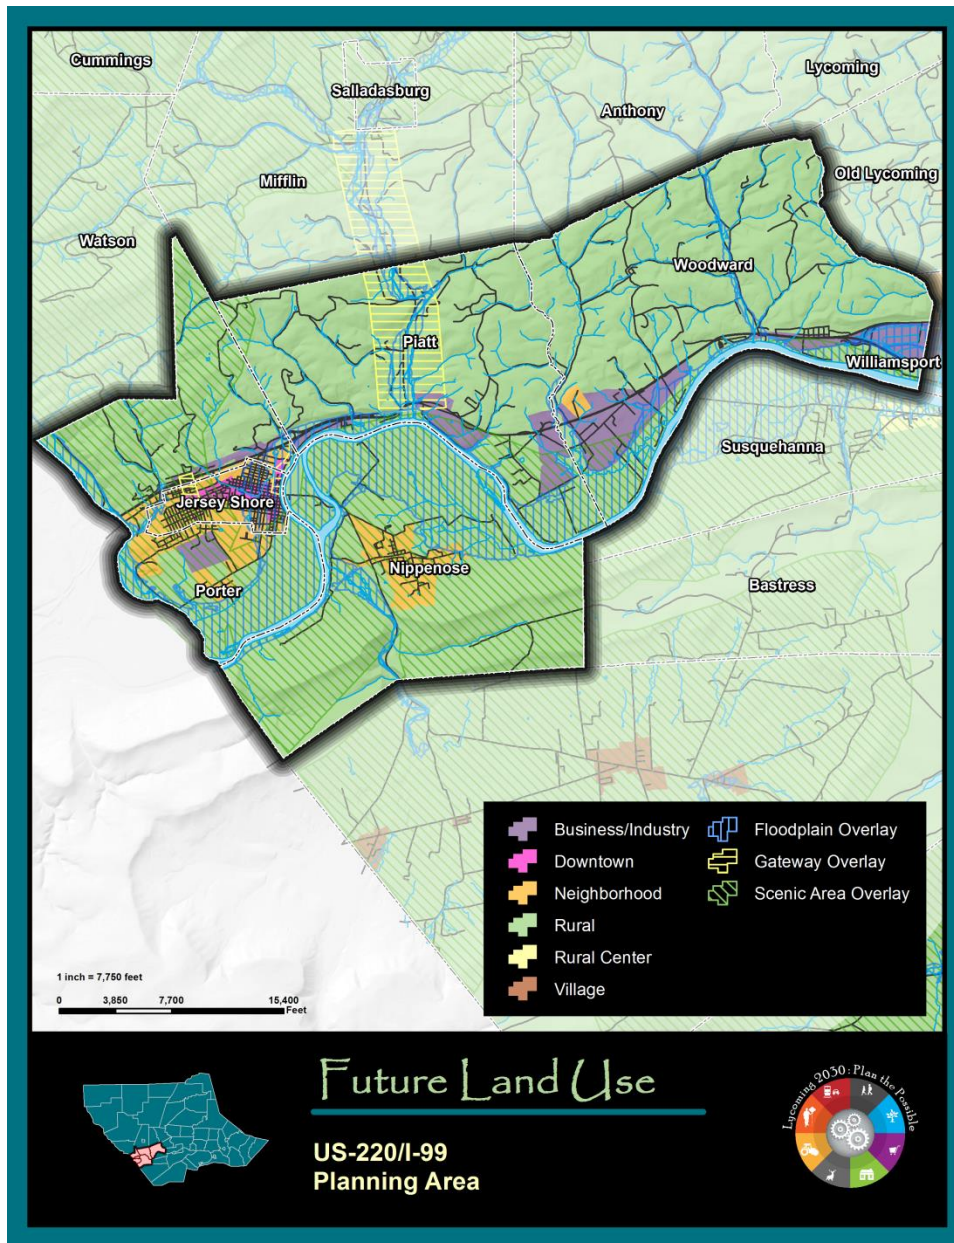 Cummings
Salladasburg
Lycoming
Anthony
Old Lycoming
Mifflin
Watson
Woodward
Piatt
Williamsport
Susquehanna
Jersey Shore
Nippenose
Porter
Bastress
Business/Industry
Downtown
Neighborhood
Rural
Rural Center
Village
Floodplain Overlay
Gateway Overlay
Scenic Area Overlay
1 inch = 7,750 feet
0 3,850 7,700 15,400
Feet
Future Land Use
US-220/I-99
Planning Area
Lycoming 2030: Plan the Possible